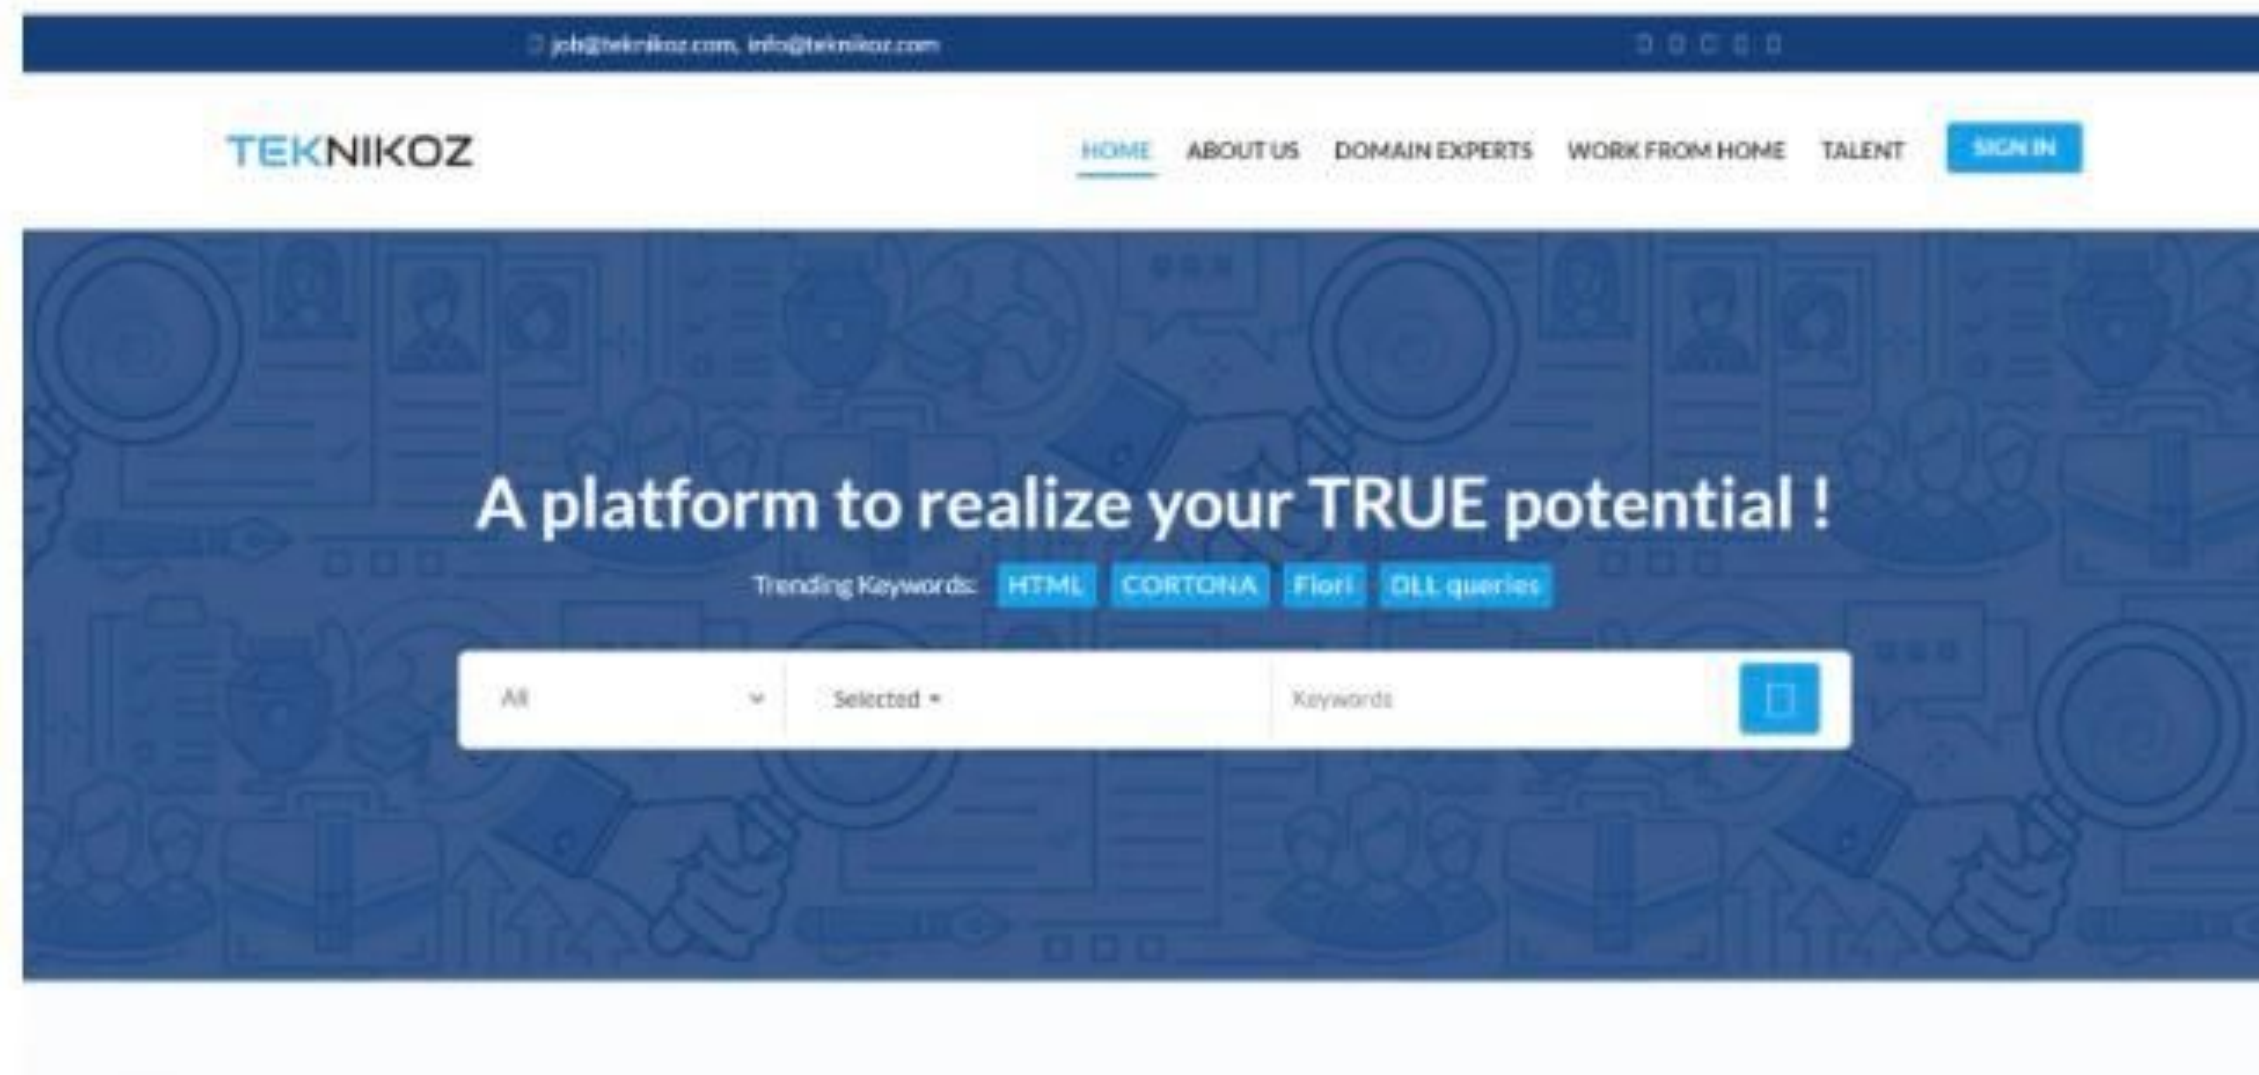 job@teknikoz.com, info@teknikoz.com
TEKNIKOZ
HOME ABOUT US DOMAIN EXPERTS WORK FROM HOME TALENT SIGN IN
A platform to realize your TRUE potential !
Trending Keywords: HTML CORTONA Fiori DLL queries
All Selected Keywords